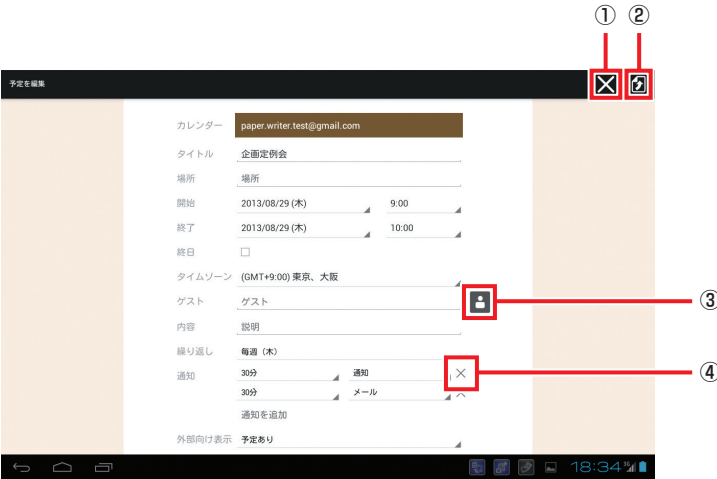 ① ②
予定を編集
カレンダー paper.writer.test@gmail.com
タイトル 企画定例会
場所 場所
開始 2013/08/29 (木) 9:00
終了 2013/08/29 (木) 10:00
終日
タイムゾーン (GMT+9:00) 東京、大阪
ゲスト ゲスト ③
内容 説明
繰り返し 毎週（木）
通知 30分 通知 ④
30分 メール
通知を追加
外部向け表示 予定あり
18:34